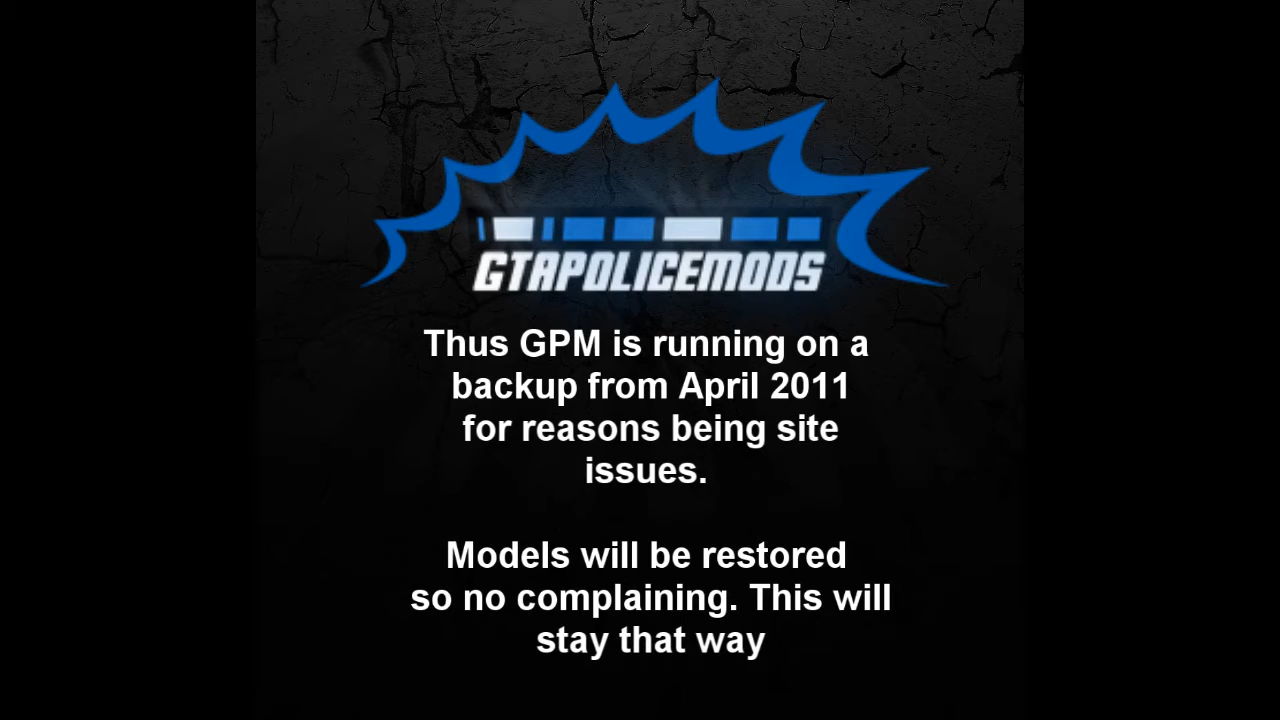 GTAPOLICEMODS
Thus GPM is running on a
backup from April 2011
for reasons being site
issues.
Models will be restored
so no complaining. This will
stay that way